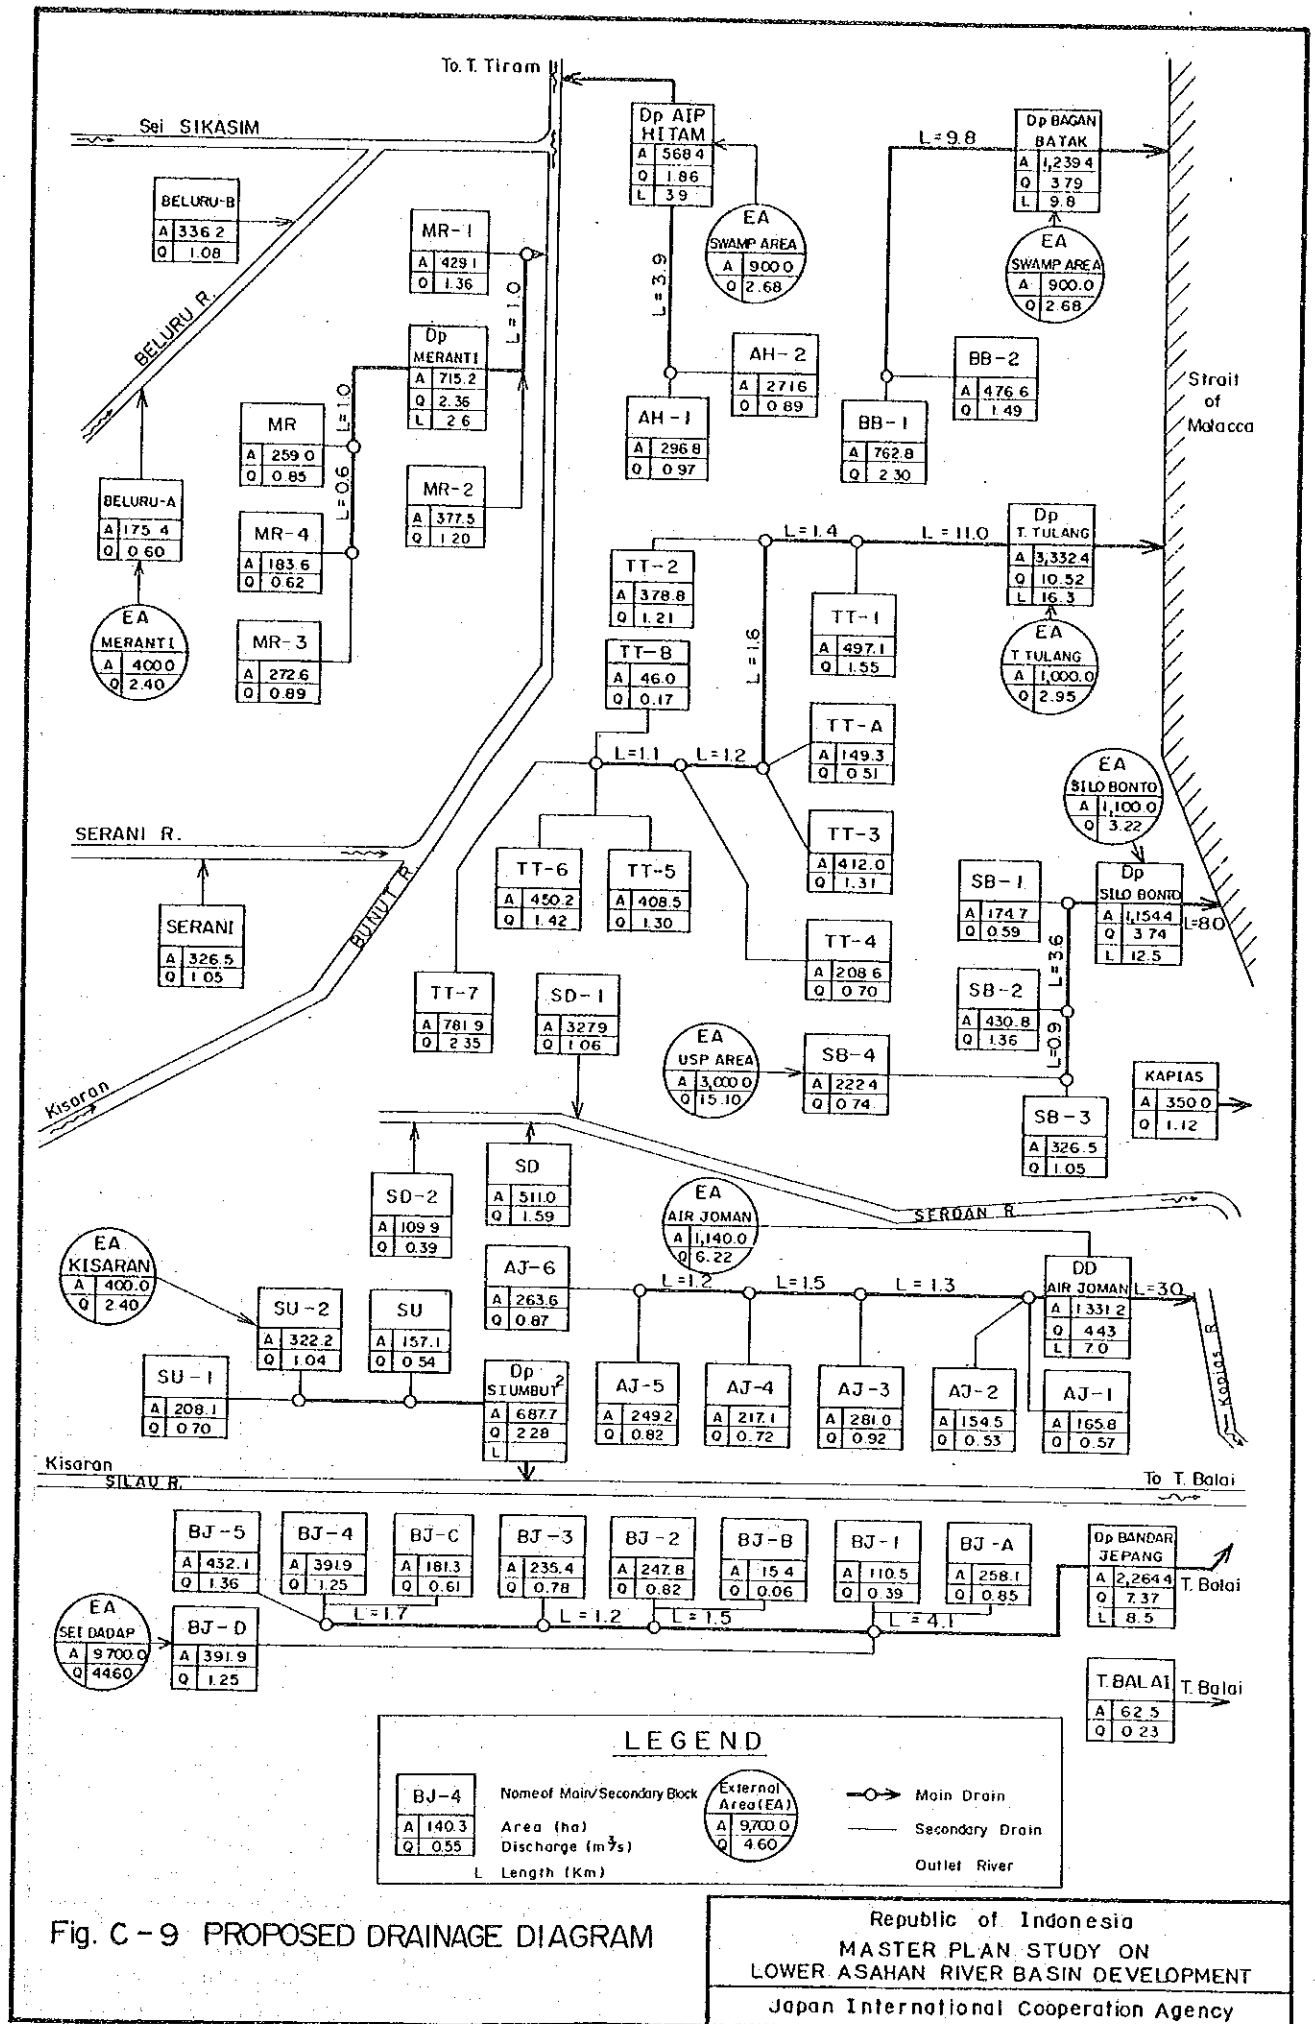 To. T. Tiram
Sei SIKASIM
BELURU-B
A 336.2
Q 1.08
BELURU R.
BELURU-A
A 175.4
Q 0.60
EA
MERANTI
A 400.0
Q 2.40
MR-1
A 429.1
Q 1.36
L=1.0
Dp
MERANTI
A 715.2
Q 2.36
L 2.6
L=1.0
MR
A 259.0
Q 0.85
L=0.6
MR-2
A 377.5
Q 1.20
MR-4
A 183.6
Q 0.62
MR-3
A 272.6
Q 0.89
Dp AIP
HITAM
A 568.4
Q 1.86
L 3.9
EA
SWAMP AREA
A 900.0
Q 2.68
L=3.9
AH-2
A 271.6
Q 0.89
AH-1
A 296.8
Q 0.97
L=9.8
Dp BAGAN
BATAK
A 1,239.4
Q 3.79
L 9.8
EA
SWAMP AREA
A 900.0
Q 2.68
BB-2
A 476.6
Q 1.49
BB-1
A 762.8
Q 2.30
Strait
of
Malacca
TT-2
A 378.8
Q 1.21
L=1.4
L=11.0
Dp
T. TULANG
A 3,332.4
Q 10.52
L 16.3
EA
T TULANG
A 1,000.0
Q 2.95
TT-1
A 497.1
Q 1.55
L=1.6
TT-8
A 46.0
Q 0.17
L=1.1
L=1.2
TT-A
A 149.3
Q 0.51
TT-3
A 412.0
Q 1.31
TT-6
A 450.2
Q 1.42
TT-5
A 408.5
Q 1.30
TT-4
A 208.6
Q 0.70
TT-7
A 781.9
Q 2.35
SERANI R.
SERANI
A 326.5
Q 1.05
BUNUT R.
Kisaran
EA
SILO BONTO
A 1,100.0
Q 3.22
Dp
SILO BONTO
A 1,154.4
Q 3.74
L 12.5
L=8.0
SB-1
A 174.7
Q 0.59
L=3.6
SB-2
A 430.8
Q 1.36
L=0.9
SB-4
A 222.4
Q 0.74
SB-3
A 326.5
Q 1.05
EA
USP AREA
A 3,000.0
Q 15.10
KAPIAS
A 350.0
Q 1.12
SD-1
A 327.9
Q 1.06
SD
A 511.0
Q 1.59
SD-2
A 109.9
Q 0.39
SERDAN R.
EA
AIR JOMAN
A 1,140.0
Q 6.22
AJ-6
A 263.6
Q 0.87
L=1.2
L=1.5
L=1.3
DD
AIR JOMAN
A 1331.2
Q 4.43
L 7.0
L=3.0
Kapias R.
AJ-5
A 249.2
Q 0.82
AJ-4
A 217.1
Q 0.72
AJ-3
A 281.0
Q 0.92
AJ-2
A 154.5
Q 0.53
AJ-1
A 165.8
Q 0.57
EA
KISARAN
A 400.0
Q 2.40
SU-2
A 322.2
Q 1.04
SU
A 157.1
Q 0.54
SU-1
A 208.1
Q 0.70
Dp
SIUMBUT 2
A 687.7
Q 2.28
L
Kisaran
SILAU R.
To T. Balai
BJ-5
A 432.1
Q 1.36
BJ-4
A 391.9
Q 1.25
BJ-C
A 181.3
Q 0.61
BJ-3
A 235.4
Q 0.78
BJ-2
A 247.8
Q 0.82
BJ-B
A 15.4
Q 0.06
BJ-1
A 110.5
Q 0.39
BJ-A
A 258.1
Q 0.85
Dp BANDAR
JEPANG
A 2,264.4
Q 7.37
L 8.5
T. Balai
L=1.7
L=1.2
L=1.5
L=4.1
EA
SEI DADAP
A 9700.0
Q 44.60
BJ-D
A 391.9
Q 1.25
T. BALAI
A 62.5
Q 0.23
T. Balai
LEGEND
BJ-4
A 140.3
Q 0.55
Name of Main/Secondary Block
Area (ha)
Discharge (m³/s)
L Length (Km)
External
Area (EA)
A 9,700.0
Q 4.60
Main Drain
Secondary Drain
Outlet River
Fig. C-9 PROPOSED DRAINAGE DIAGRAM
Republic of Indonesia
MASTER PLAN STUDY ON
LOWER ASAHAN RIVER BASIN DEVELOPMENT
Japan International Cooperation Agency